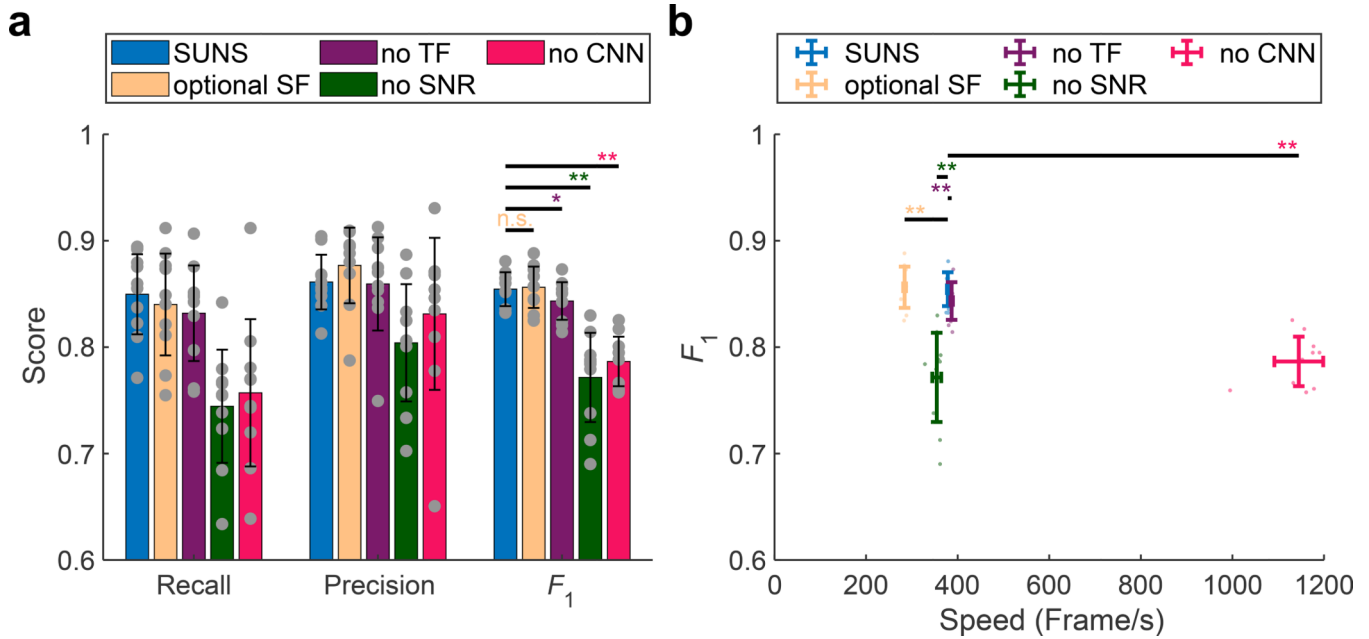 a
SUNS
no TF
no CNN
optional SF
no SNR
1
0.9
0.8
0.7
0.6
Score
**
**
*
n.s.
Recall
Precision
F1
b
SUNS
no TF
no CNN
optional SF
no SNR
1
0.9
0.8
0.7
0.6
F1
**
**
**
**
0
200
400
600
800
1000
1200
Speed (Frame/s)